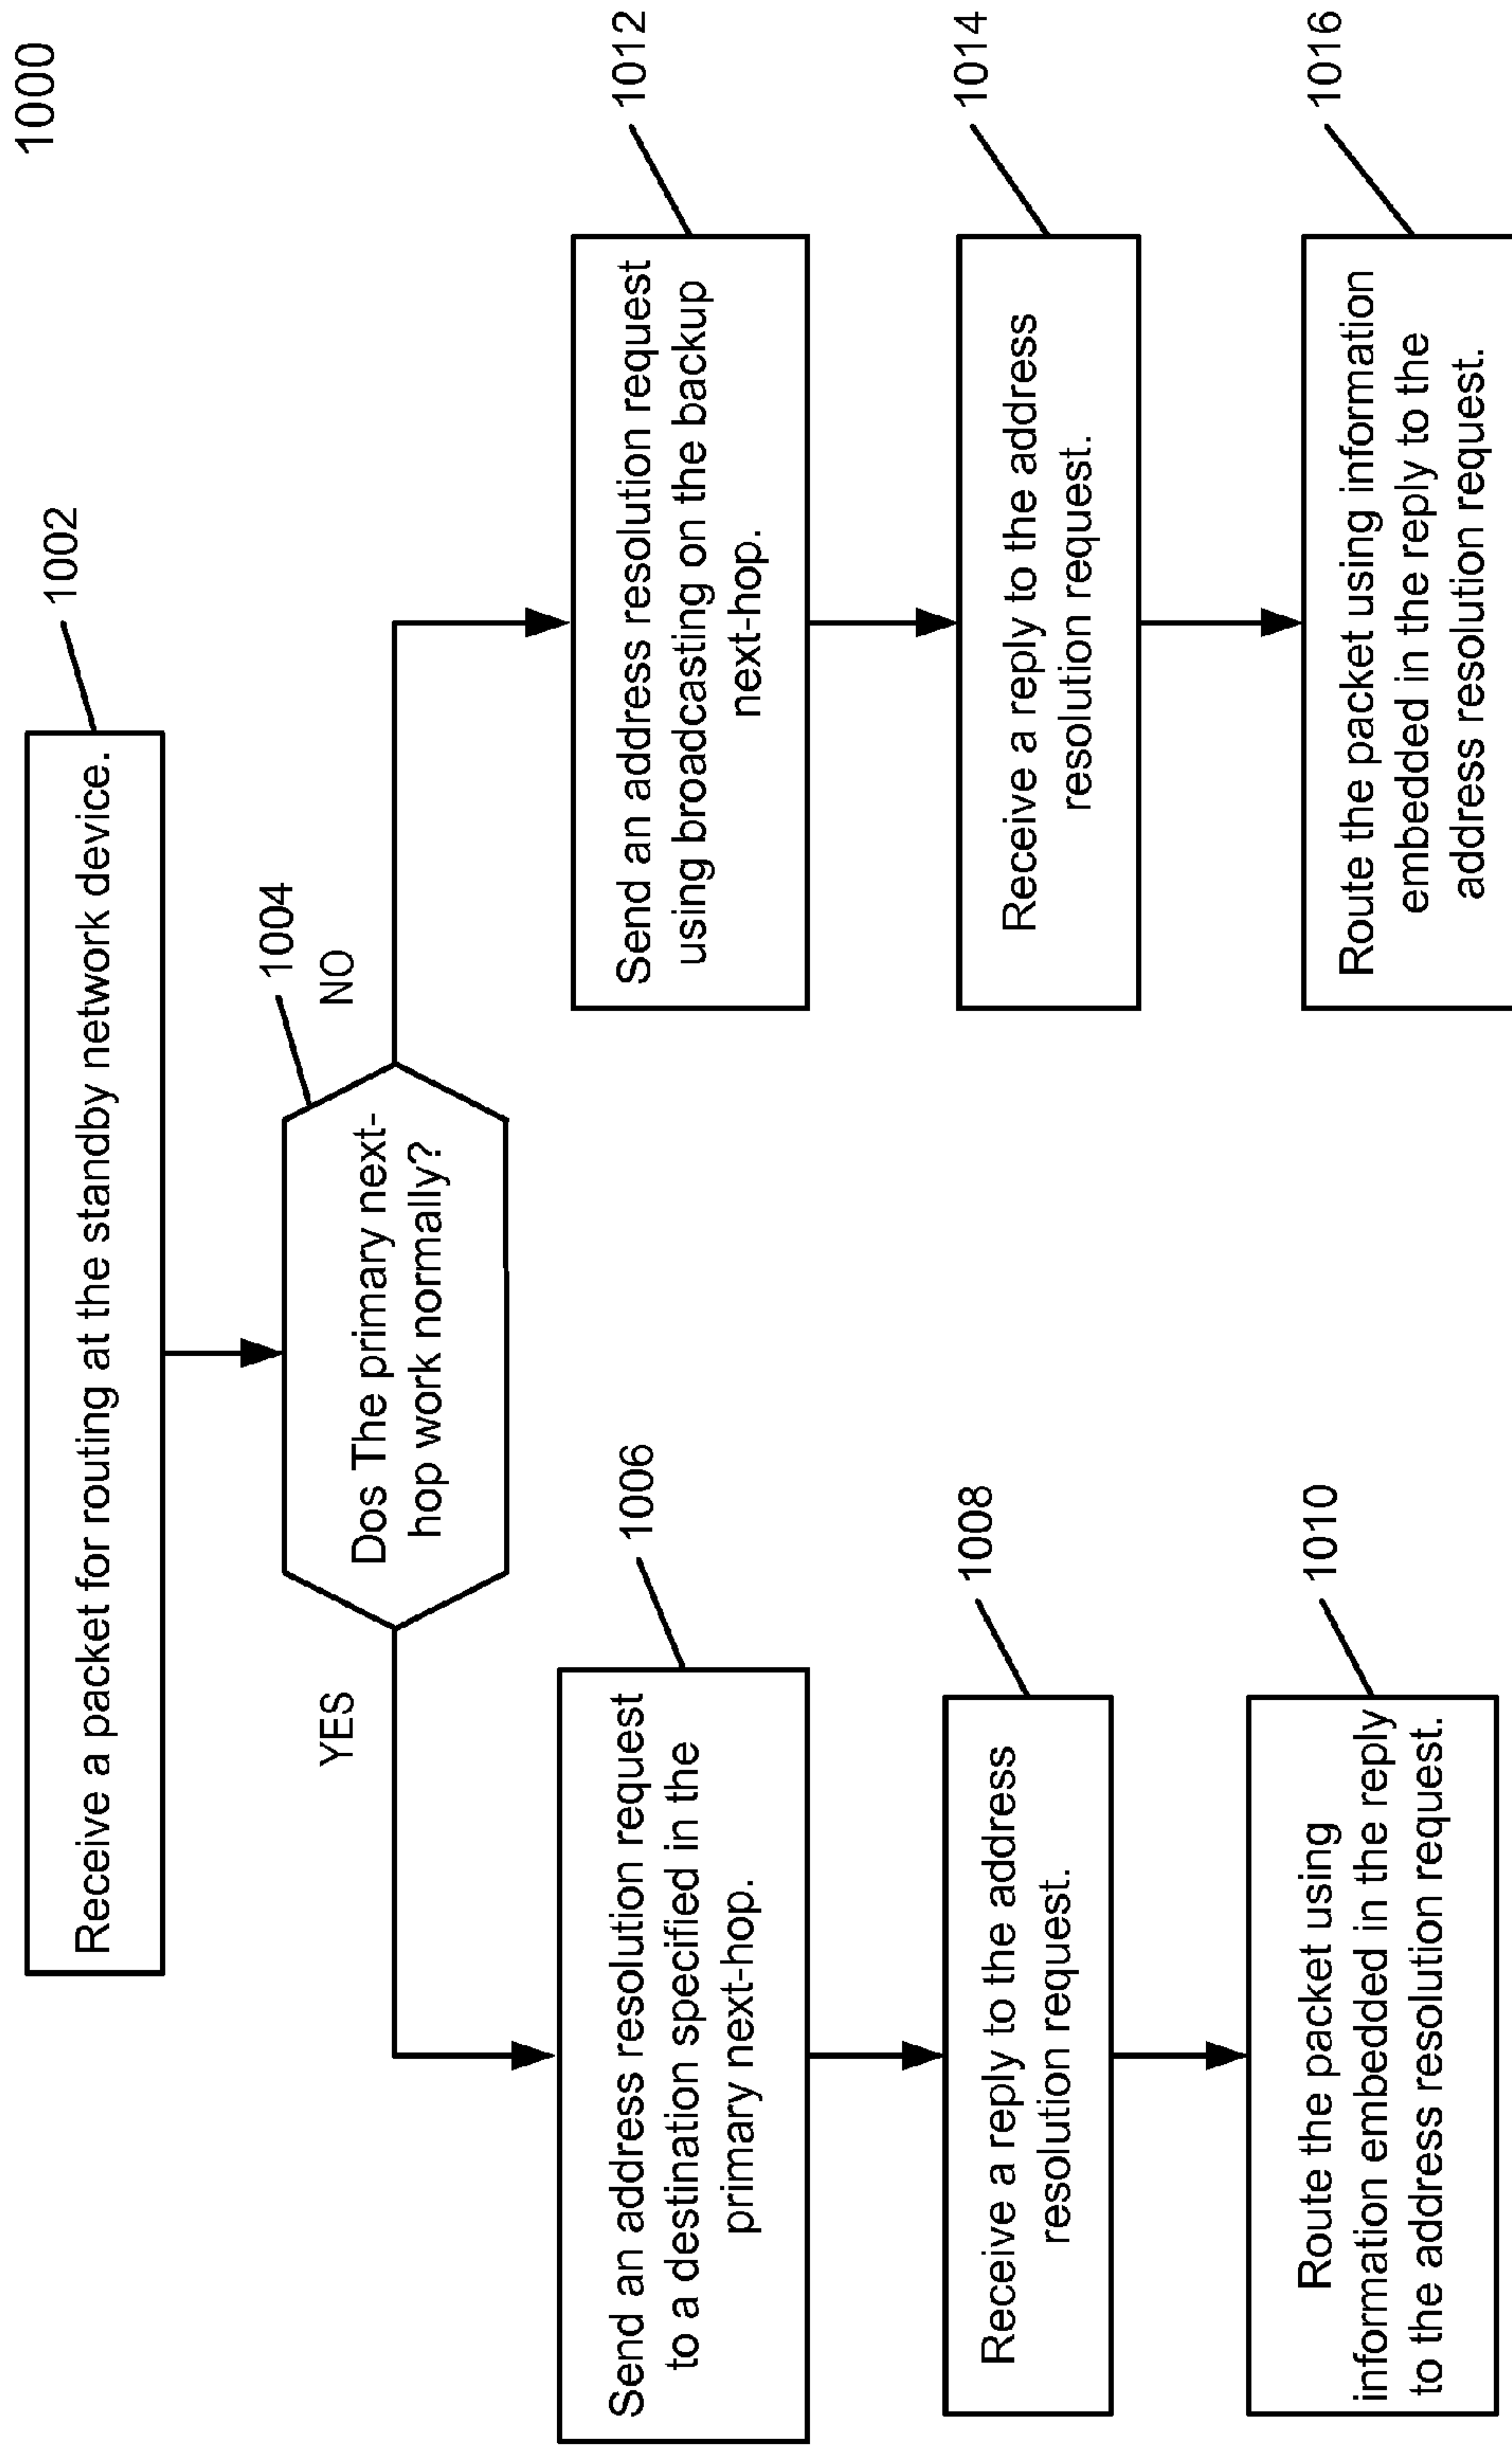 1000
1002
Receive a packet for routing at the standby network device.
1004
Dos The primary next-
hop work normally?
YES
NO
1006
Send an address resolution request
to a destination specified in the
primary next-hop.
1008
Receive a reply to the address
resolution request.
1010
Route the packet using
information embedded in the reply
to the address resolution request.
1012
Send an address resolution request
using broadcasting on the backup
next-hop.
1014
Receive a reply to the address
resolution request.
1016
Route the packet using information
embedded in the reply to the
address resolution request.